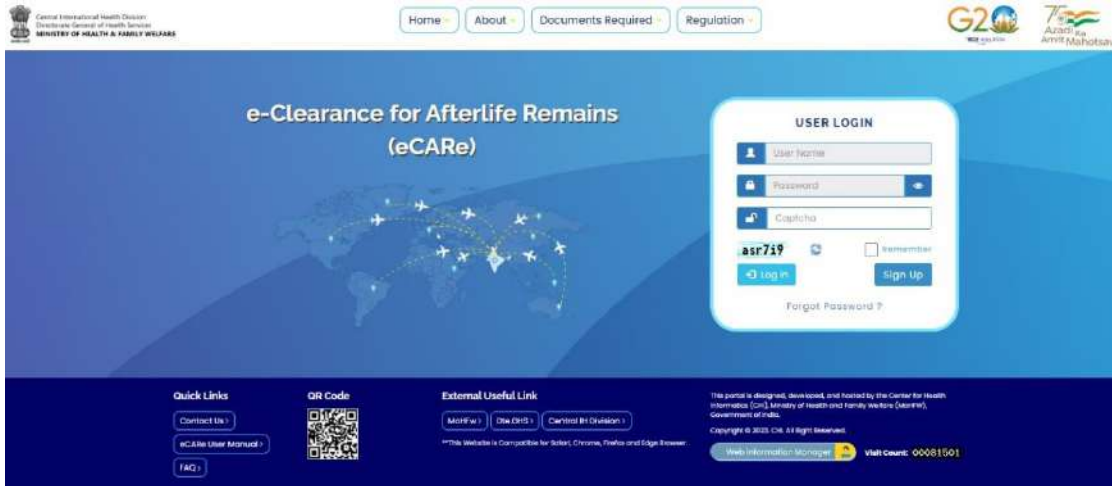 Central International Health Division
Directorate General of Health Services
MINISTRY OF HEALTH & FAMILY WELFARE
Home
About
Documents Required
Regulation
G20
75
Azadi Ka
Amrit Mahotsav
e-Clearance for Afterlife Remains
(eCARe)
USER LOGIN
User Name
Password
Captcha
asr7i9
Remember
Log in
Sign Up
Forgot Password ?
Quick Links
Contact Us
eCARe User Manual
FAQ
QR Code
External Useful Link
MoHFw
Dte.GHS
Central IH Division
**This Website is Compatible for Safari, Chrome, Firefox and Edge Browser.
This portal is designed, developed, and hosted by the Center for Health
Informatics (CHI), Ministry of Health and Family Welfare (MoHFW),
Government of India.
Copyright © 2023. CHI. All Right Reserved.
Web Information Manager
Visit Count: 00081501